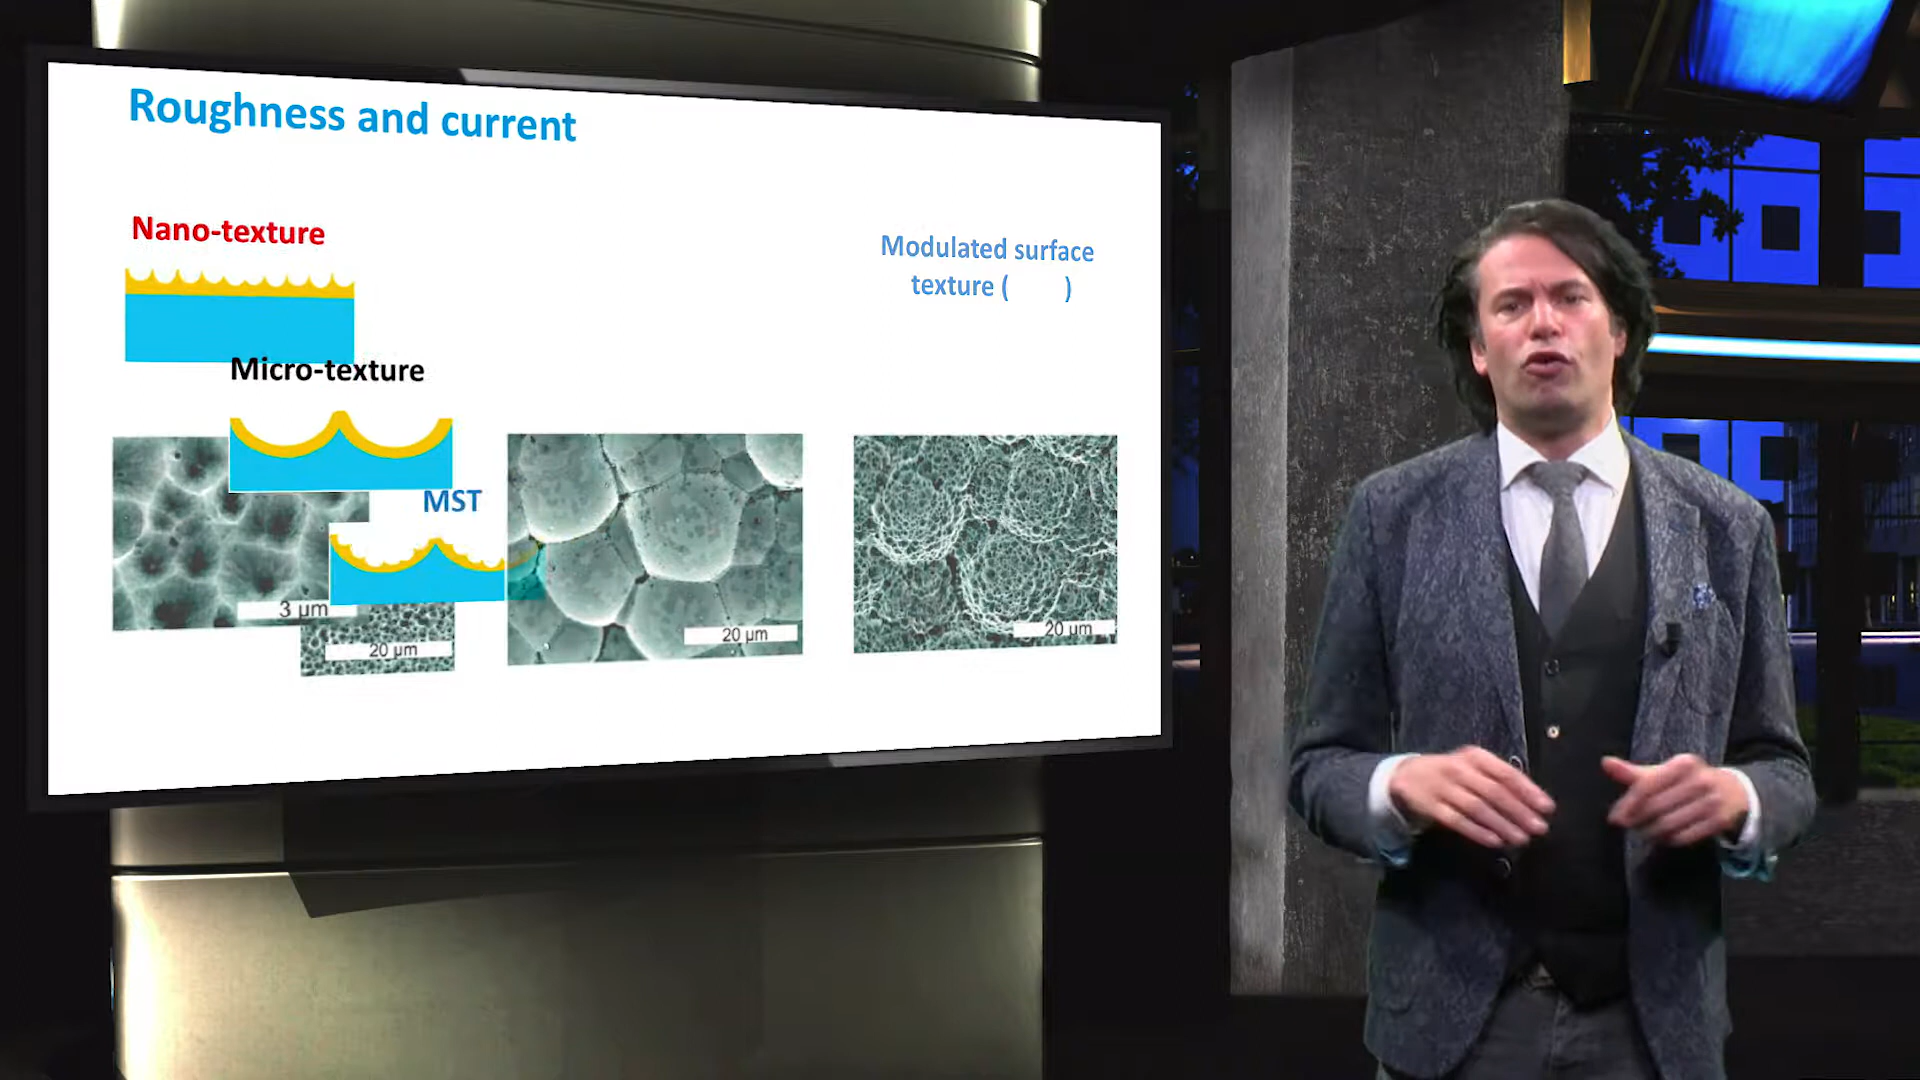 Roughness and current
Nano-texture
Modulated surface
texture ( )
Micro-texture
MST
3 µm
20 µm
20 µm
20 µm